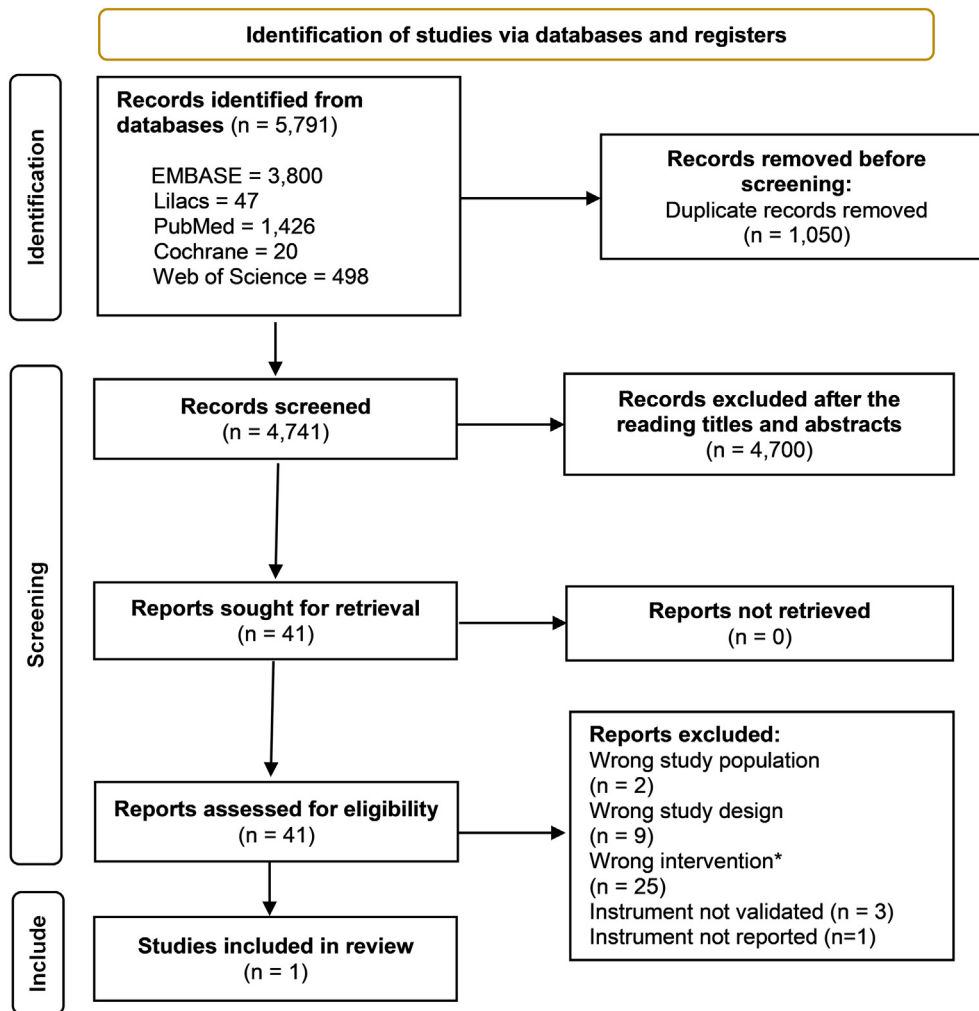 Identification of studies via databases and registers
Identification
Records identified from
databases (n = 5,791)
EMBASE = 3,800
Lilacs = 47
PubMed = 1,426
Cochrane = 20
Web of Science = 498
Records removed before
screening:
Duplicate records removed
(n = 1,050)
Screening
Records screened
(n = 4,741)
Records excluded after the
reading titles and abstracts
(n = 4,700)
Reports sought for retrieval
(n = 41)
Reports not retrieved
(n = 0)
Reports assessed for eligibility
(n = 41)
Reports excluded:
Wrong study population
(n = 2)
Wrong study design
(n = 9)
Wrong intervention*
(n = 25)
Instrument not validated (n = 3)
Instrument not reported (n=1)
Include
Studies included in review
(n = 1)